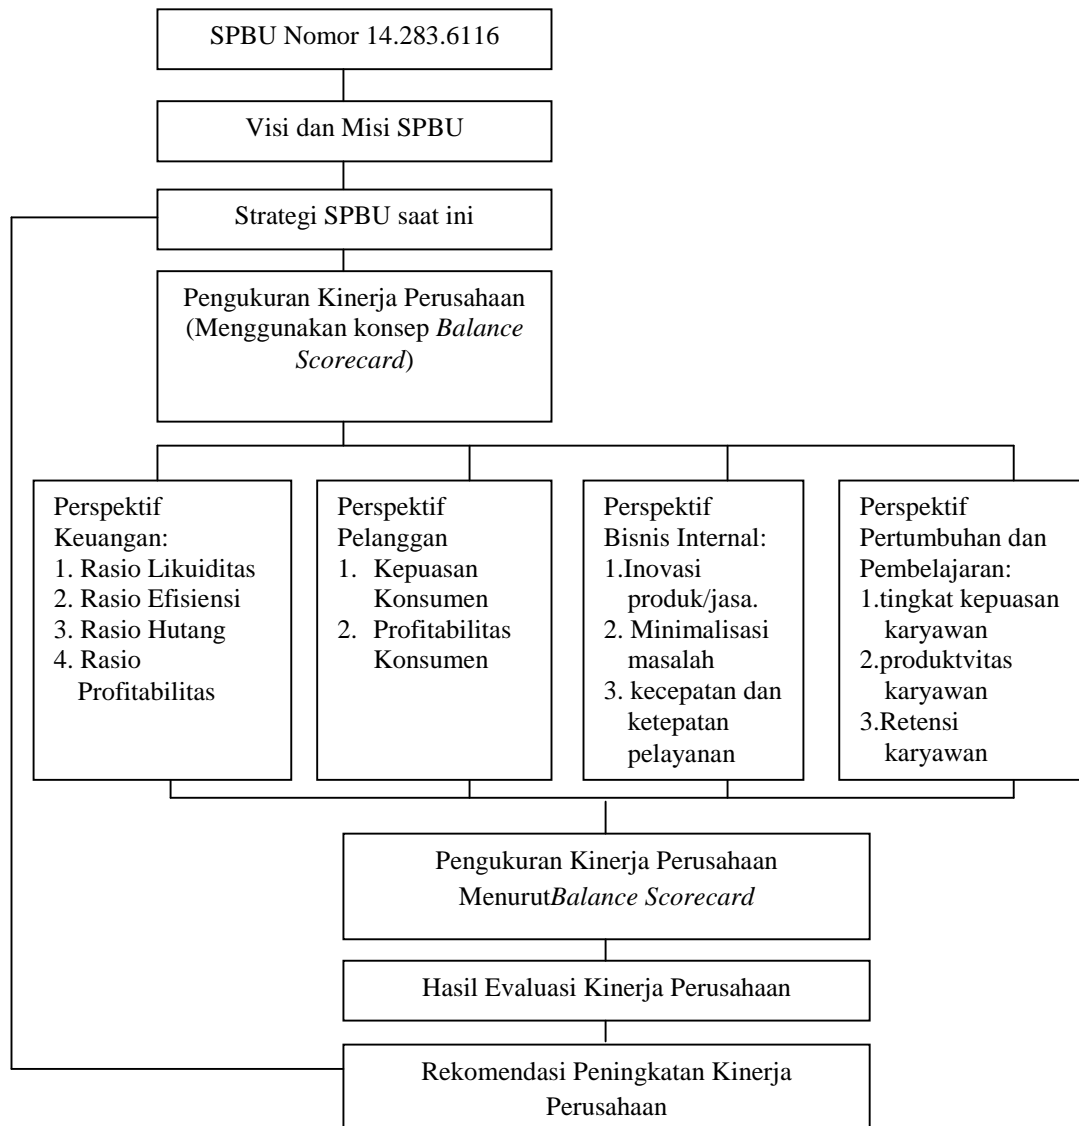 SPBU Nomor 14.283.6116
Visi dan Misi SPBU
Strategi SPBU saat ini
Pengukuran Kinerja Perusahaan
(Menggunakan konsep Balance
Scorecard)
Perspektif
Keuangan:
1. Rasio Likuiditas
2. Rasio Efisiensi
3. Rasio Hutang
4. Rasio
Profitabilitas
Perspektif
Pelanggan
1. Kepuasan
Konsumen
2. Profitabilitas
Konsumen
Perspektif
Bisnis Internal:
1.Inovasi
produk/jasa.
2. Minimalisasi
masalah
3. kecepatan dan
ketepatan
pelayanan
Perspektif
Pertumbuhan dan
Pembelajaran:
1.tingkat kepuasan
karyawan
2.produktvitas
karyawan
3.Retensi
karyawan
Pengukuran Kinerja Perusahaan
MenurutBalance Scorecard
Hasil Evaluasi Kinerja Perusahaan
Rekomendasi Peningkatan Kinerja
Perusahaan